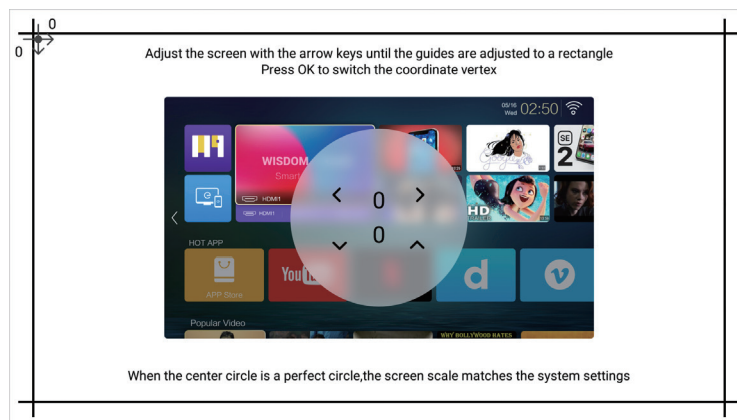 0
0
Adjust the screen with the arrow keys until the guides are adjusted to a rectangle
Press OK to switch the coordinate vertex
05/16
Wed
02:50
WISDOM
Smar
HDMI1
HDMI1
Google
SE
2
HD
0
0
HOT APP
APP Store
You
d
Popular Video
WHY BOLLYWOOD HATES
When the center circle is a perfect circle,the screen scale matches the system settings